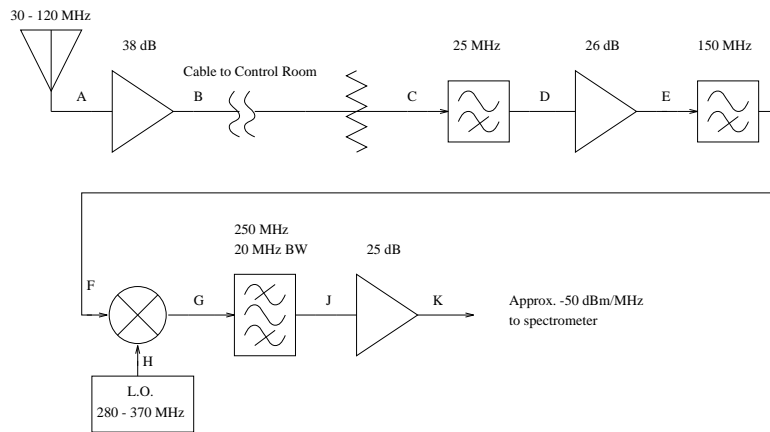 30 - 120 MHz
38 dB
Cable to Control Room
25 MHz
26 dB
150 MHz
A
B
C
D
E
250 MHz
20 MHz BW
25 dB
F
G
J
K
Approx. -50 dBm/MHz
to spectrometer
H
L.O.
280 - 370 MHz